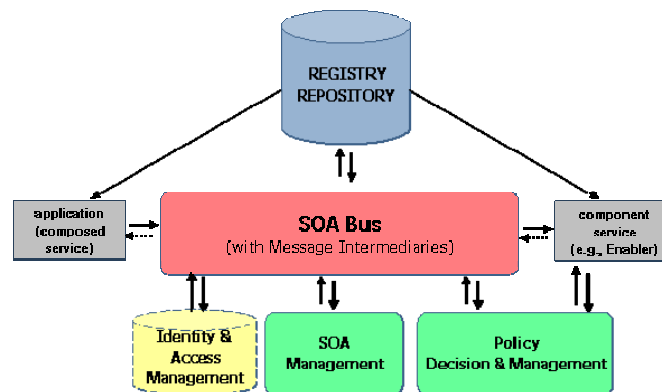 REGISTRY
REPOSITORY
application
(composed
service)
SOA Bus
(with Message Intermediaries)
component
service
(e.g., Enabler)
Identity &
Access
Management
SOA
Management
Policy
Decision & Management